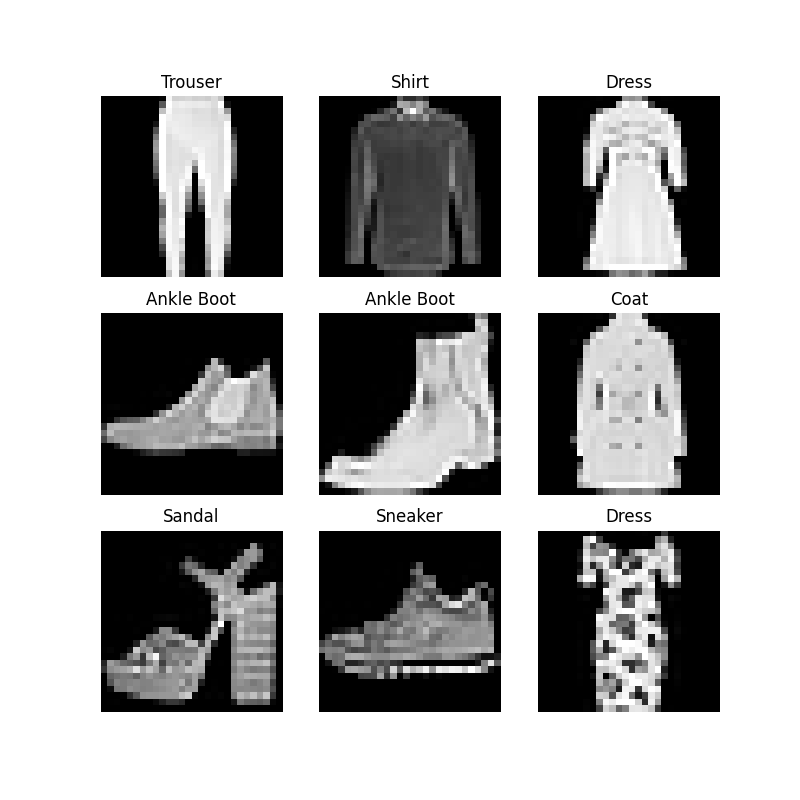 Trouser
Shirt
Dress
Ankle Boot
Ankle Boot
Coat
Sandal
Sneaker
Dress